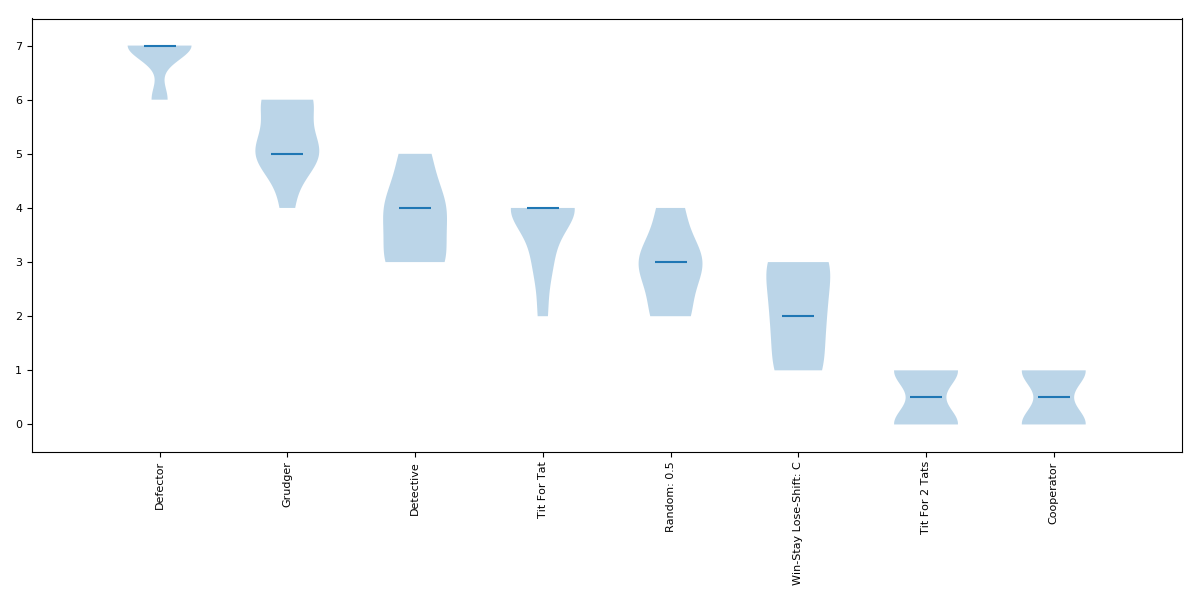 7
6
5
4
3
2
1
0
Defector
Grudger
Detective
Tit For Tat
Random: 0.5
Win-Stay Lose-Shift: C
Tit For 2 Tats
Cooperator